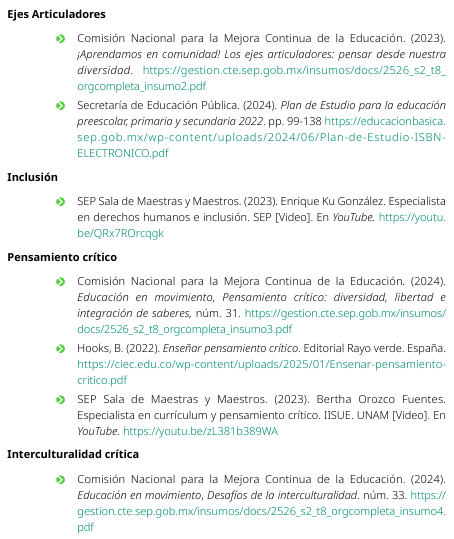 Ejes Articuladores
Comisión Nacional para la Mejora Continua de la Educación. (2023).
¡Aprendamos en comunidad! Los ejes articuladores: pensar desde nuestra
diversidad. https://gestion.cte.sep.gob.mx/insumos/docs/2526_s2_t8_
orgcompleta_insumo2.pdf
Secretaría de Educación Pública. (2024). Plan de Estudio para la educación
preescolar, primaria y secundaria 2022. pp. 99-138 https://educacionbasica.
sep.gob.mx/wp-content/uploads/2024/06/Plan-de-Estudio-ISBN-
ELECTRONICO.pdf
Inclusión
SEP Sala de Maestras y Maestros. (2023). Enrique Ku González. Especialista
en derechos humanos e inclusión. SEP [Video]. En YouTube. https://youtu.
be/QRx7ROrcqgk
Pensamiento crítico
Comisión Nacional para la Mejora Continua de la Educación. (2024).
Educación en movimiento, Pensamiento crítico: diversidad, libertad e
integración de saberes, núm. 31. https://gestion.cte.sep.gob.mx/insumos/
docs/2526_s2_t8_orgcompleta_insumo3.pdf
Hooks, B. (2022). Enseñar pensamiento crítico. Editorial Rayo verde. España.
https://ciec.edu.co/wp-content/uploads/2025/01/Ensenar-pensamiento-
critico.pdf
SEP Sala de Maestras y Maestros. (2023). Bertha Orozco Fuentes.
Especialista en currículum y pensamiento crítico. IISUE. UNAM [Video]. En
YouTube. https://youtu.be/zL381b389WA
Interculturalidad crítica
Comisión Nacional para la Mejora Continua de la Educación. (2024).
Educación en movimiento, Desafíos de la interculturalidad. núm. 33. https://
gestion.cte.sep.gob.mx/insumos/docs/2526_s2_t8_orgcompleta_insumo4.
pdf